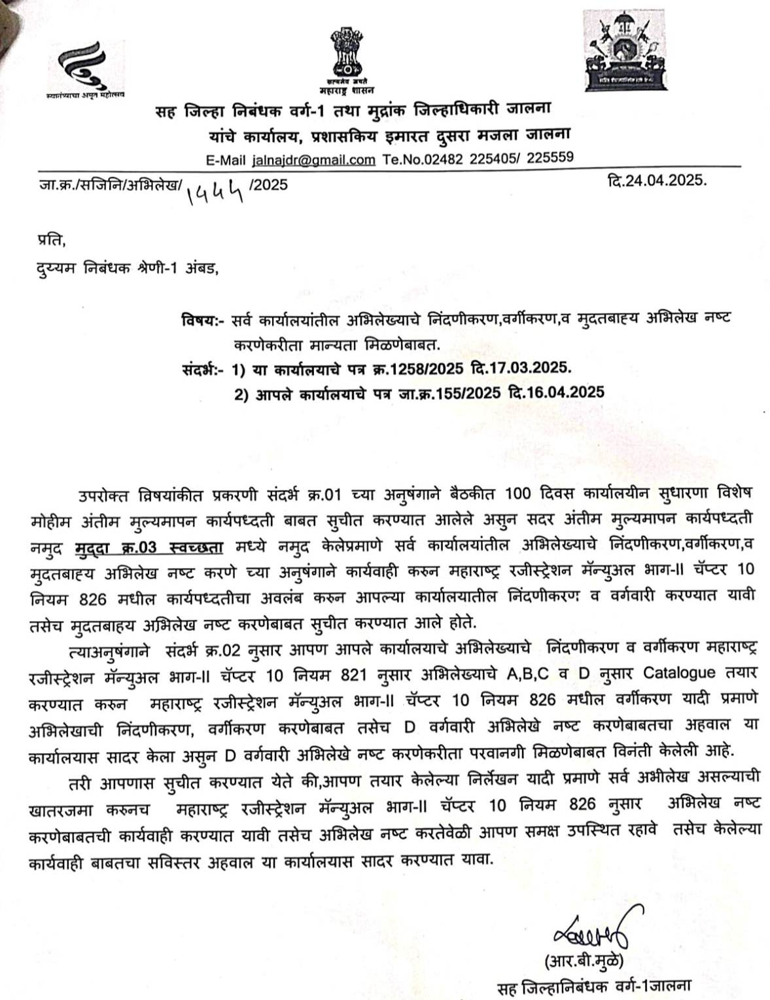 स्वातंत्र्याचा अमृत महोत्सव
सत्यमेव जयते
महाराष्ट्र शासन
सह जिल्हा निबंधक वर्ग-1 तथा मुद्रांक जिल्हाधिकारी जालना
यांचे कार्यालय, प्रशासकिय इमारत दुसरा मजला जालना
E-Mail jalnajdr@gmail.com Te.No.02482 225405/ 225559
जा.क्र./सजिनि/अभिलेख/ /2025 दि.24.04.2025.
प्रति,
दुय्यम निबंधक श्रेणी-1 अंबड,
विषय:- सर्व कार्यालयांतील अभिलेख्याचे निंदणीकरण,वर्गीकरण,व मुदतबाह्य अभिलेख नष्ट
करणेकरीता मान्यता मिळणेबाबत.
संदर्भ:- 1) या कार्यालयाचे पत्र क्र.1258/2025 दि.17.03.2025.
2) आपले कार्यालयाचे पत्र जा.क्र.155/2025 दि.16.04.2025
उपरोक्त विषयांकीत प्रकरणी संदर्भ क्र.01 च्या अनुषंगाने बैठकीत 100 दिवस कार्यालयीन सुधारणा विशेष
मोहीम अंतीम मुल्यमापन कार्यपध्दती बाबत सुचीत करण्यात आलेले असुन सदर अंतीम मुल्यमापन कार्यपध्दती
नमुद मुद्दा क्र.03 स्वच्छता मध्ये नमुद केलेप्रमाणे सर्व कार्यालयांतील अभिलेख्याचे निंदणीकरण,वर्गीकरण,व
मुदतबाह्य अभिलेख नष्ट करणे च्या अनुषंगाने कार्यवाही करुन महाराष्ट्र रजीस्ट्रेशन मॅन्युअल भाग-II चॅप्टर 10
नियम 826 मधील कार्यपध्दतीचा अवलंब करुन आपल्या कार्यालयातील निंदणीकरण व वर्गवारी करण्यात यावी
तसेच मुदतबाहय अभिलेख नष्ट करणेबाबत सुचीत करण्यात आले होते.
त्याअनुषंगाने संदर्भ क्र.02 नुसार आपण आपले कार्यालयाचे अभिलेख्याचे निंदणीकरण व वर्गीकरण महाराष्ट्र
रजीस्ट्रेशन मॅन्युअल भाग-II चॅप्टर 10 नियम 821 नुसार अभिलेख्याचे A,B,C व D नुसार Catalogue तयार
करण्यात करुन महाराष्ट्र रजीस्ट्रेशन मॅन्युअल भाग-II चॅप्टर 10 नियम 826 मधील वर्गीकरण यादी प्रमाणे
अभिलेखाची निंदणीकरण, वर्गीकरण करणेबाबत तसेच D वर्गवारी अभिलेखे नष्ट करणेबाबतचा अहवाल या
कार्यालयास सादर केला असुन D वर्गवारी अभिलेखे नष्ट करणेकरीता परवानगी मिळणेबाबत विनंती केलेली आहे.
तरी आपणास सुचीत करण्यात येते की,आपण तयार केलेल्या निर्लेखन यादी प्रमाणे सर्व अभीलेख असल्याची
खातरजमा करुनच महाराष्ट्र रजीस्ट्रेशन मॅन्युअल भाग-II चॅप्टर 10 नियम 826 नुसार अभिलेख नष्ट
करणेबाबतची कार्यवाही करण्यात यावी तसेच अभिलेख नष्ट करतेवेळी आपण समक्ष उपस्थित रहावे तसेच केलेल्या
कार्यवाही बाबतचा सविस्तर अहवाल या कार्यालयास सादर करण्यात यावा.
(आर.बी.मुळे)
सह जिल्हानिबंधक वर्ग-1जालना